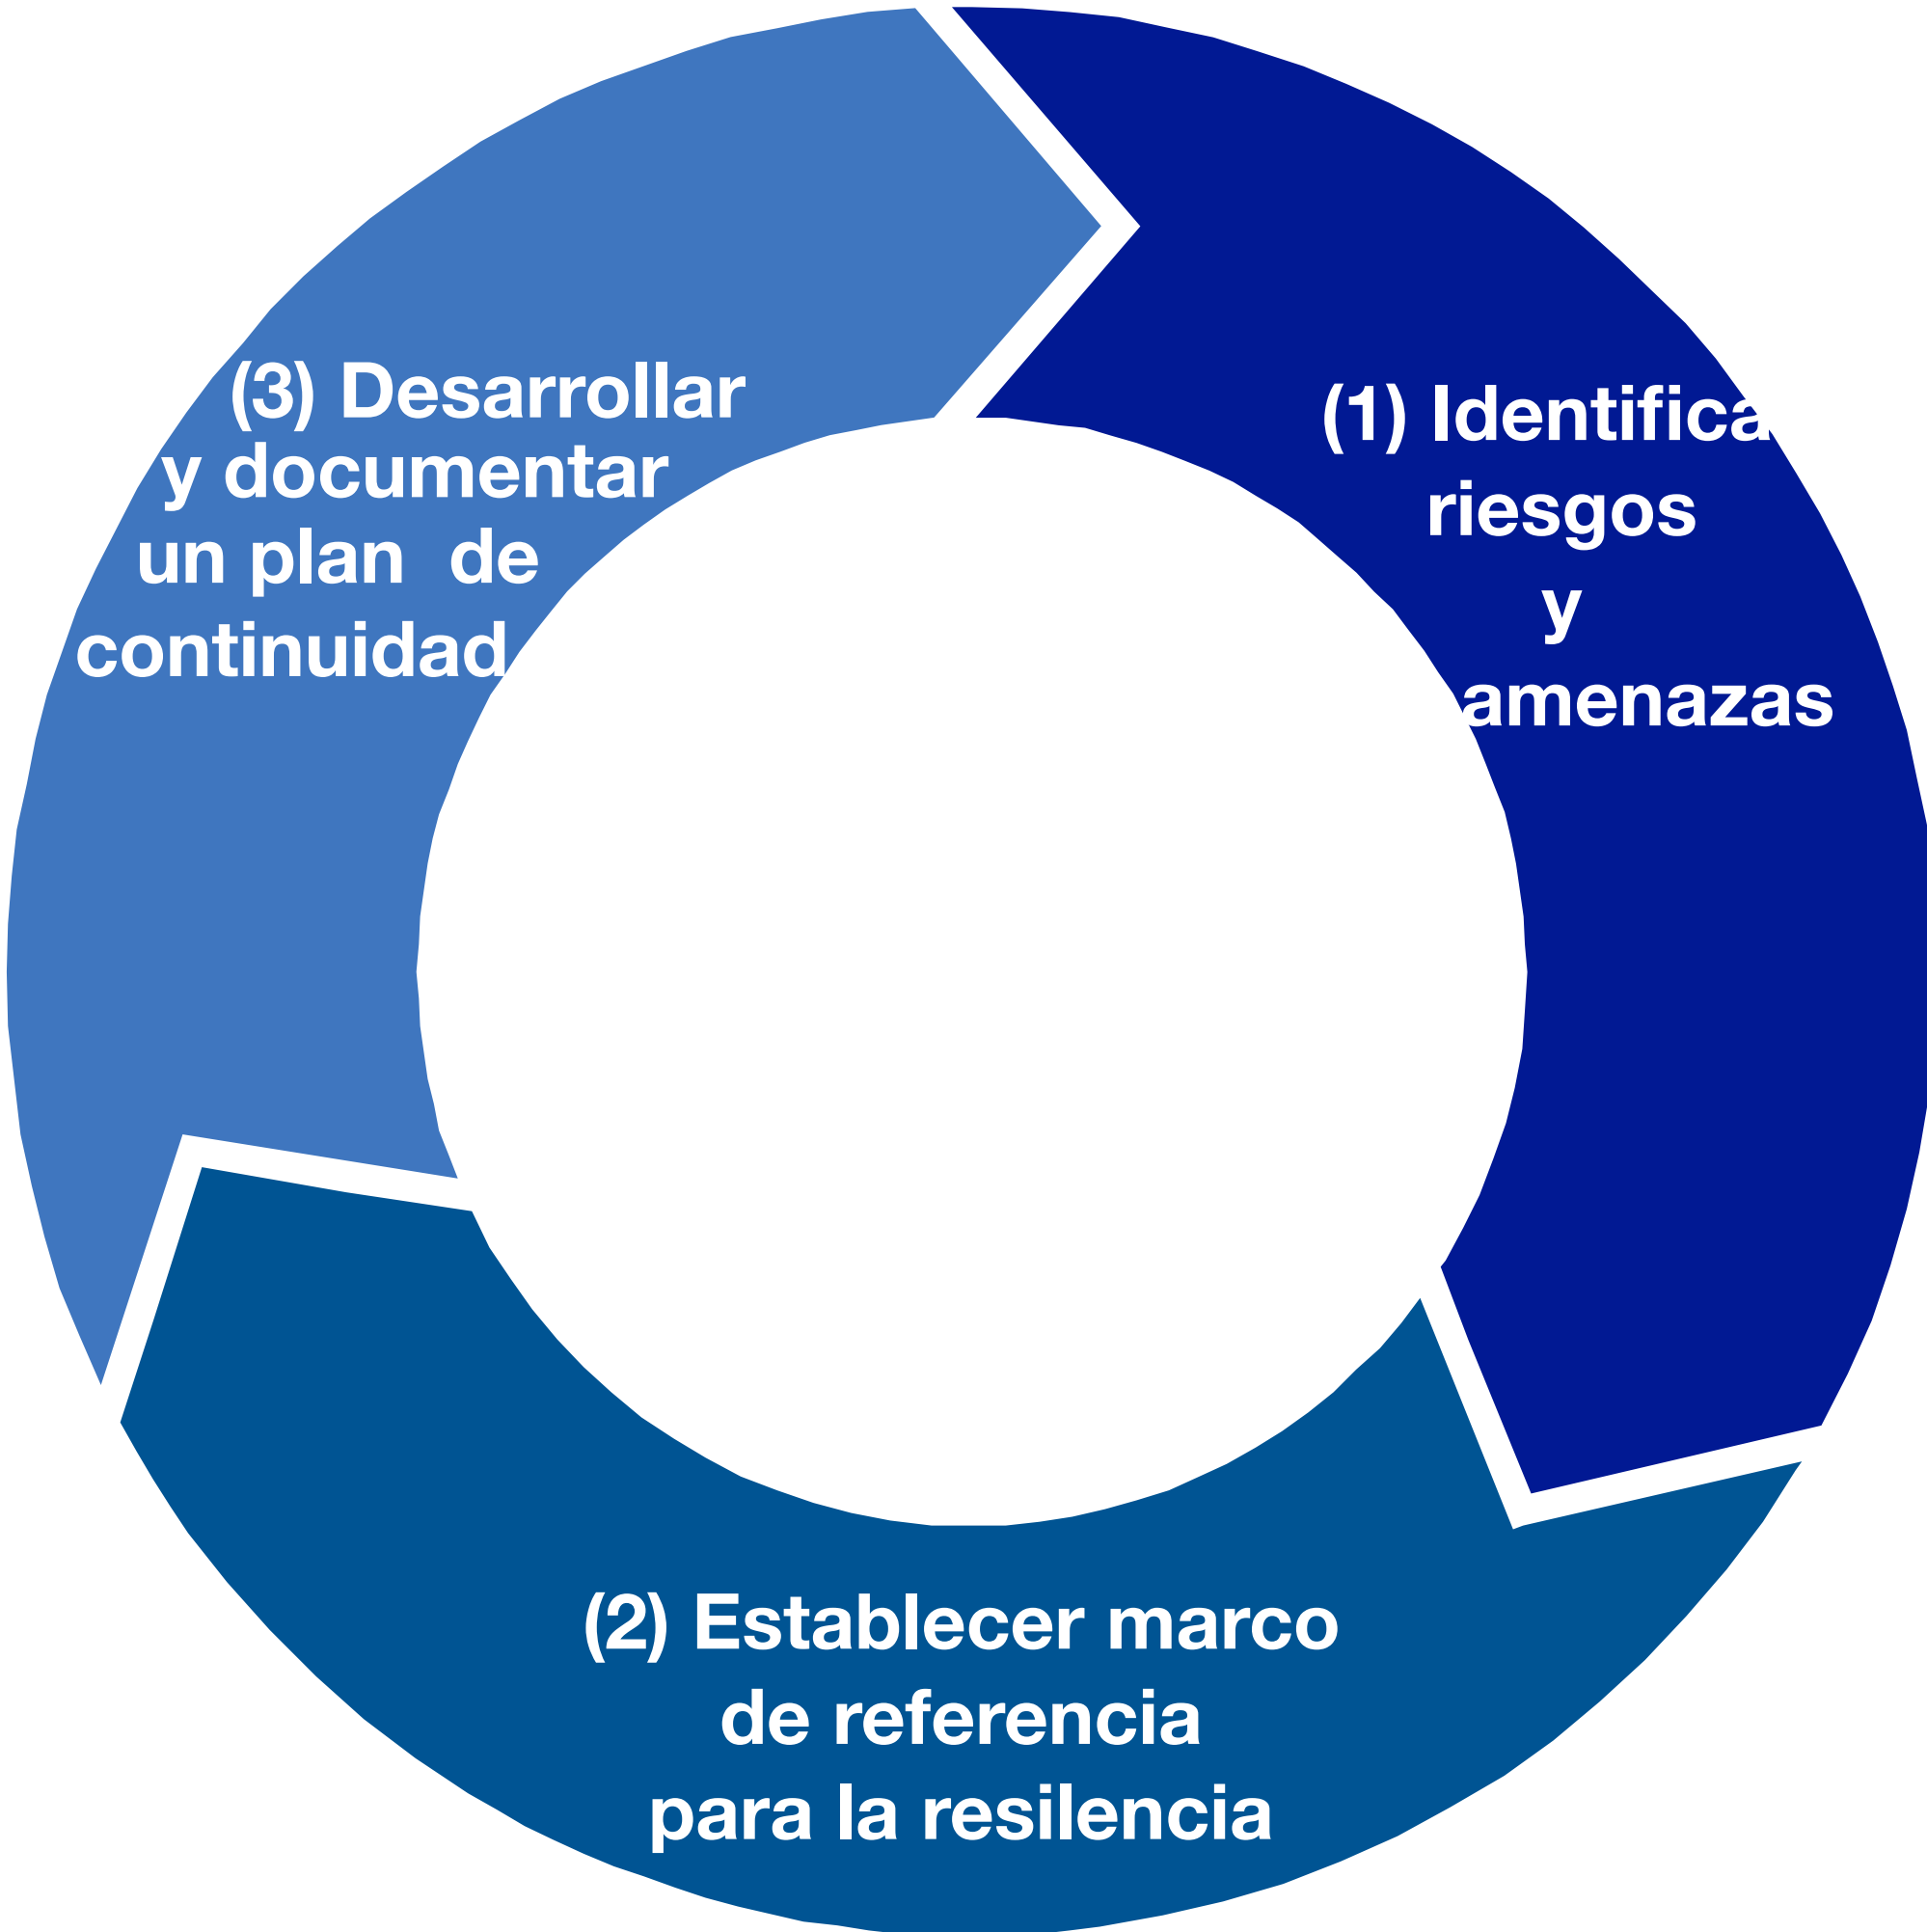 (1) Identifica
riesgos
y
amenazas
(2) Establecer marco
de referencia
para la resilencia
(3) Desarrollar
y documentar
un plan de
continuidad